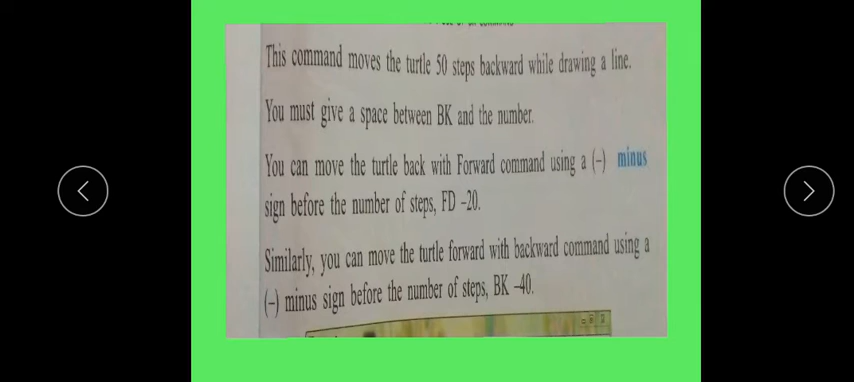 This command moves the turtle 50 steps backward while drawing a line.
You must give a space between BK and the number.
You can move the turtle back with Forward command using a (–) minus
sign before the number of steps, FD –20.
Similarly, you can move the turtle forward with backward command using a
(–) minus sign before the number of steps, BK –40.